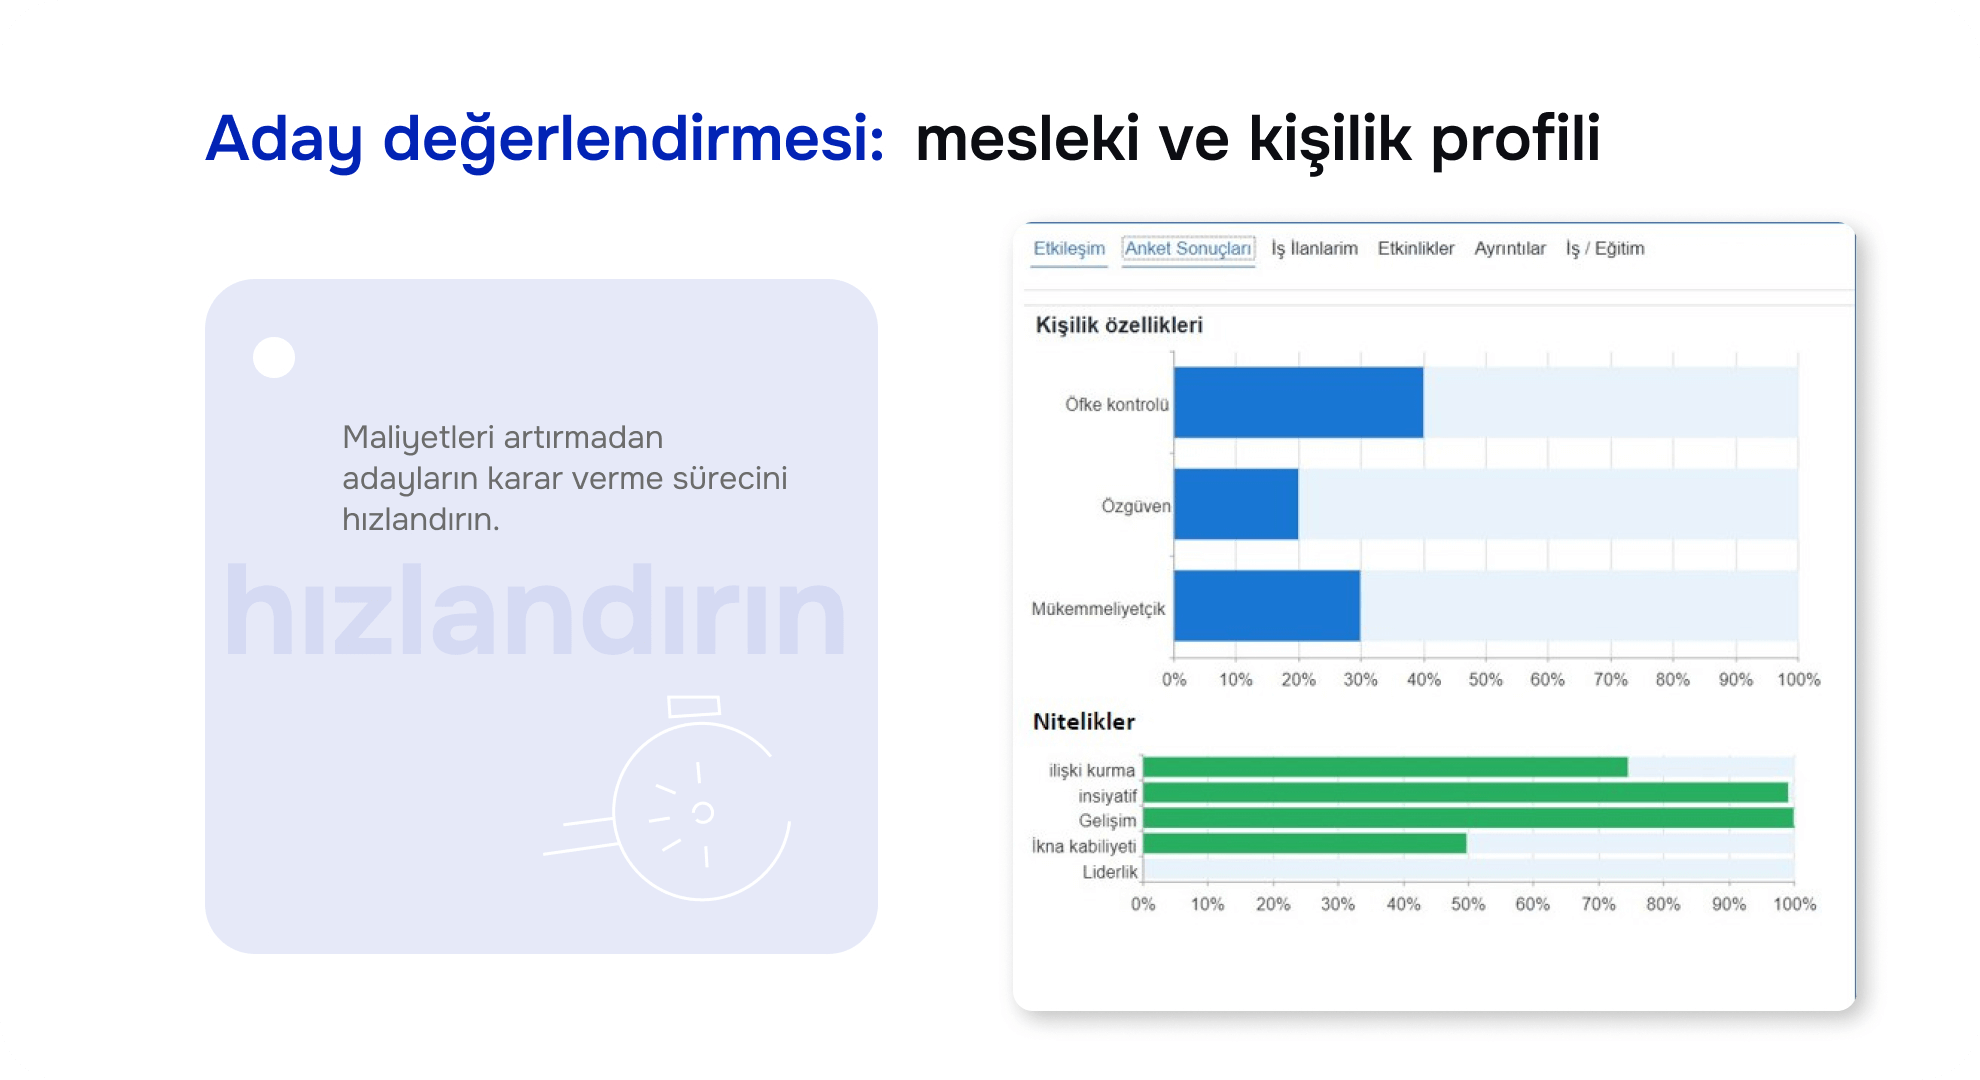 Aday değerlendirmesi: mesleki ve kişilik profili
Maliyetleri artırmadan
adayların karar verme sürecini
hızlandırın.
hızlandırın
Etkileşim Anket Sonuçları İş İlanlarim Etkinlikler Ayrıntılar İş / Eğitim
Kişilik özellikleri
Öfke kontrolü
Özgüven
Mükemmeliyetçik
0% 10% 20% 30% 40% 50% 60% 70% 80% 90% 100%
Nitelikler
ilişki kurma
insiyatif
Gelişim
İkna kabiliyeti
Liderlik
0% 10% 20% 30% 40% 50% 60% 70% 80% 90% 100%